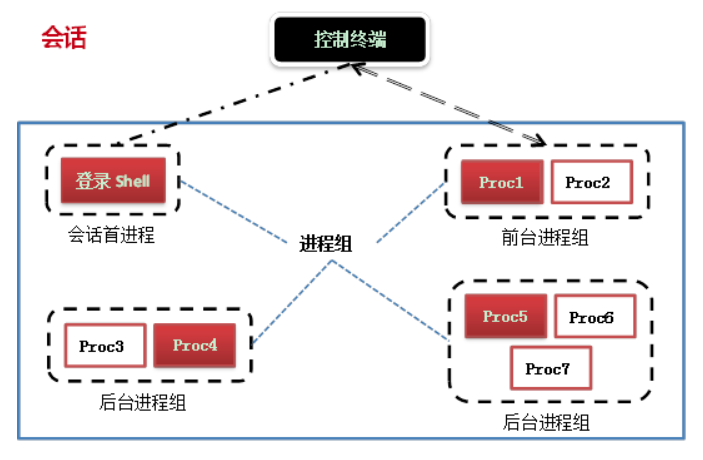 会话
控制终端
登录 Shell
会话首进程
Proc1
Proc2
前台进程组
进程组
Proc3
Proc4
后台进程组
Proc5
Proc6
Proc7
后台进程组